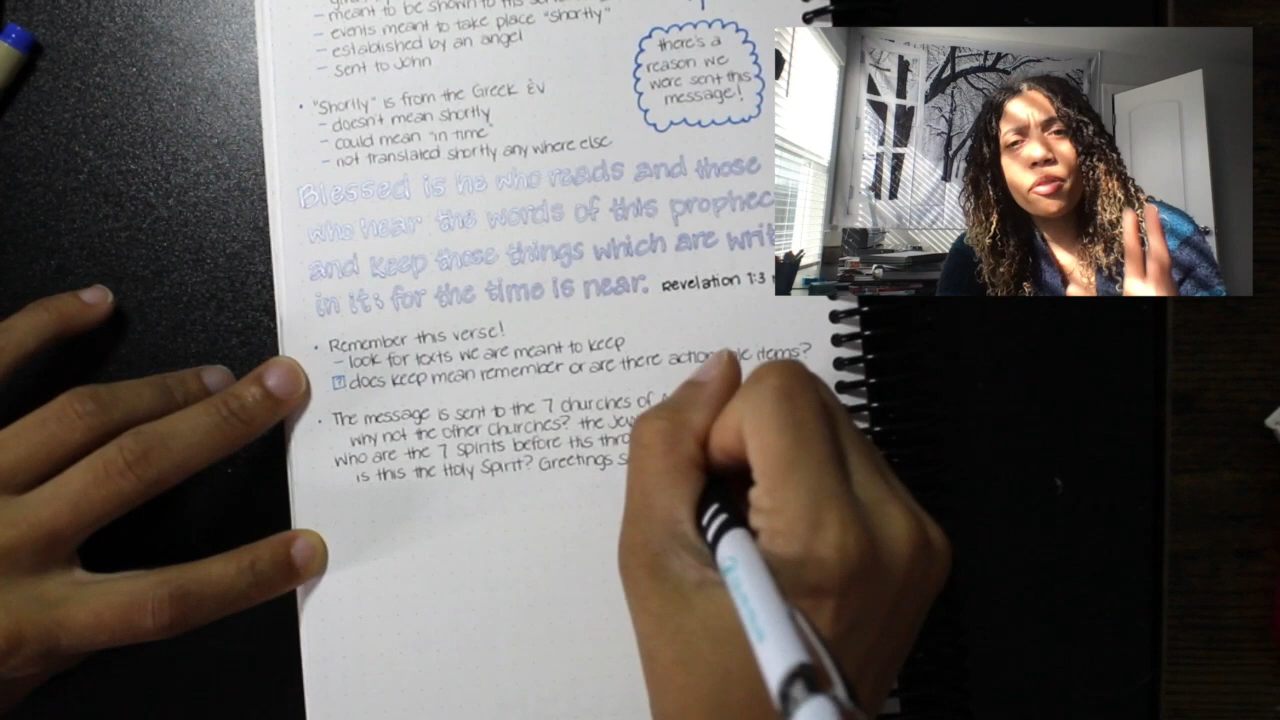 - meant to be shown to His
- events meant to take place "shortly"
- established by an angel
- sent to John
there's a
reason we
were sent this
message!
• "Shortly" is from the Greek ἐν
- doesn't mean shortly
- could mean "in time"
- not translated shortly any where else
Blessed is he who reads and those
who hear the words of this prophec
and keep those things which are writ
in it; for the time is near. Revelation 1:3
• Remember this verse!
- look for texts we are meant to keep
? does keep mean remember or are there items?
• The message is sent to the 7 churches of
why not the other churches? the
who are the 7 spirits before His
is this the Holy Spirit? Greetings